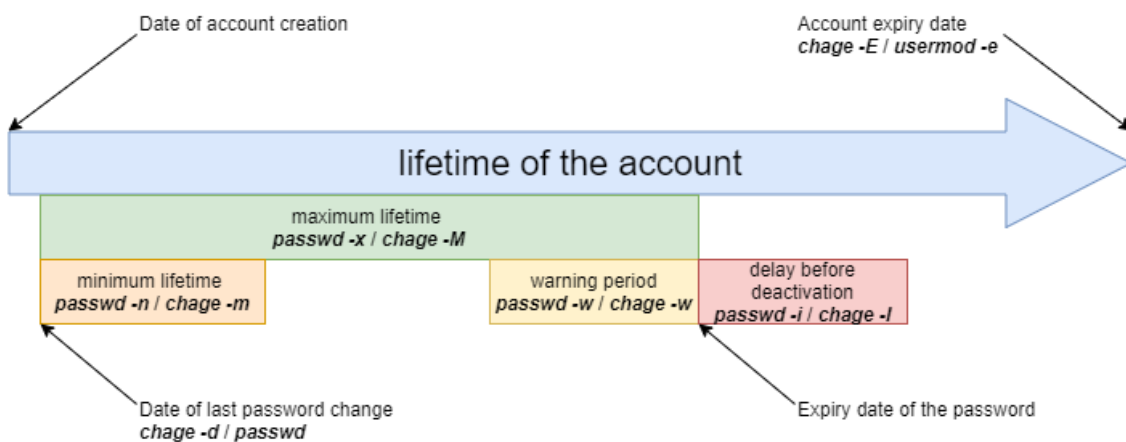 Date of account creation
Account expiry date
chage -E / usermod -e
lifetime of the account
maximum lifetime
passwd -x / chage -M
minimum lifetime
passwd -n / chage -m
warning period
passwd -w / chage -w
delay before
deactivation
passwd -i / chage -I
Date of last password change
chage -d / passwd
Expiry date of the password